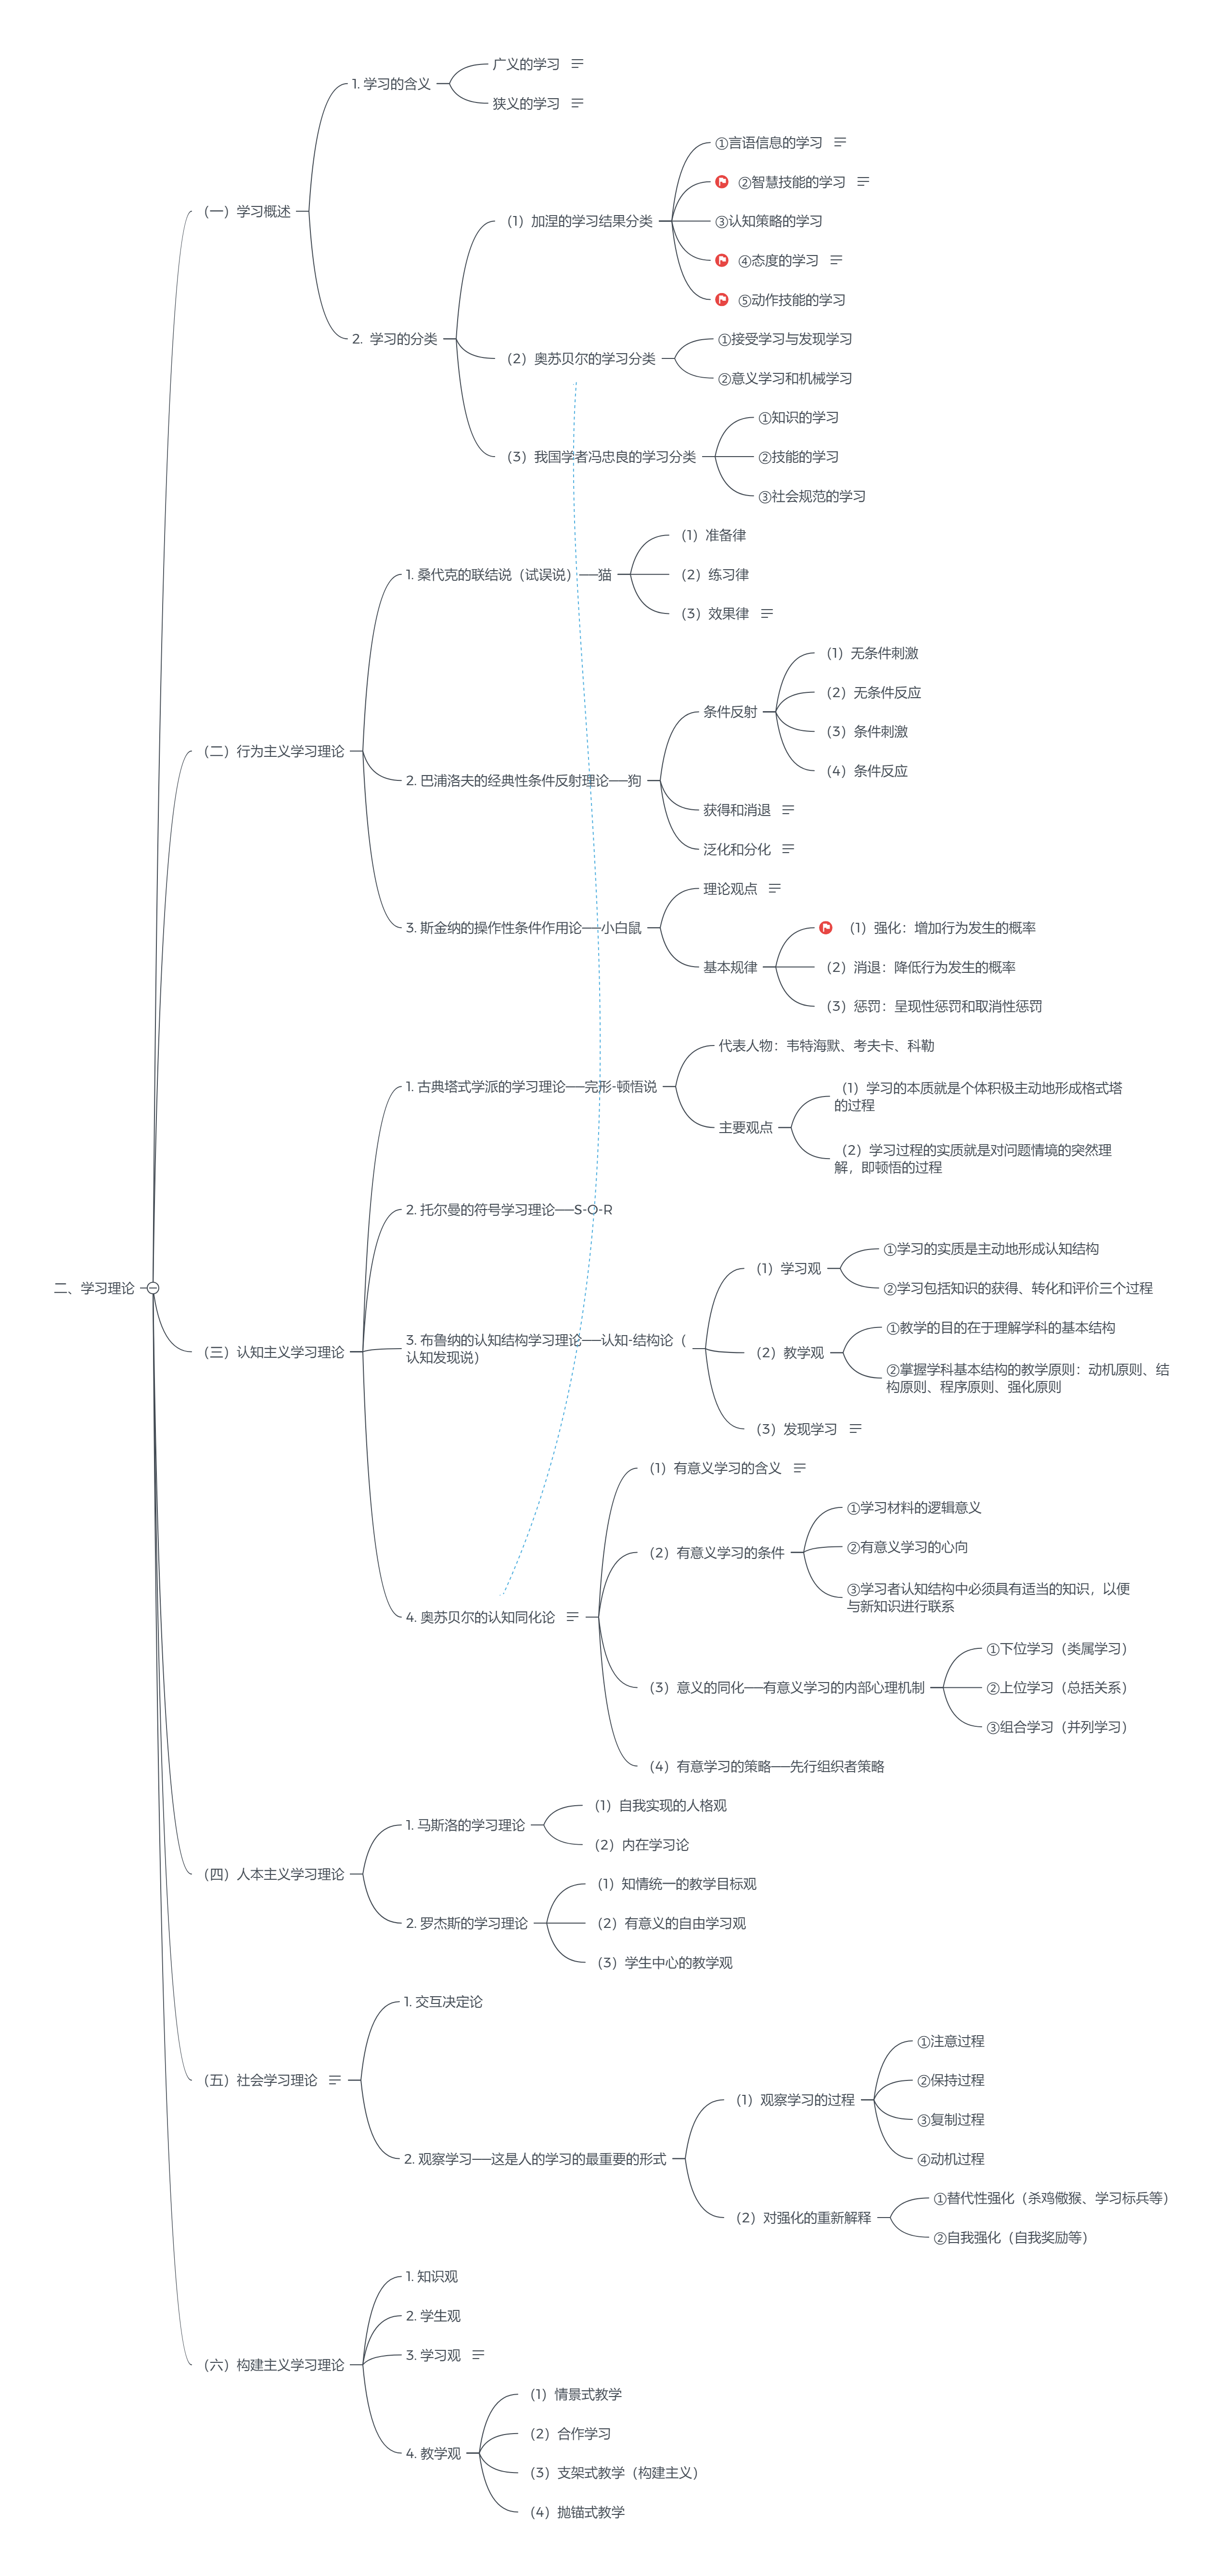 二、学习理论
（一）学习概述
1. 学习的含义
广义的学习
狭义的学习
2. 学习的分类
（1）加涅的学习结果分类
①言语信息的学习
②智慧技能的学习
③认知策略的学习
④态度的学习
⑤动作技能的学习
（2）奥苏贝尔的学习分类
①接受学习与发现学习
②意义学习和机械学习
（3）我国学者冯忠良的学习分类
①知识的学习
②技能的学习
③社会规范的学习
（二）行为主义学习理论
1. 桑代克的联结说（试误说）——猫
（1）准备律
（2）练习律
（3）效果律
2. 巴浦洛夫的经典性条件反射理论——狗
条件反射
（1）无条件刺激
（2）无条件反应
（3）条件刺激
（4）条件反应
获得和消退
泛化和分化
3. 斯金纳的操作性条件作用论——小白鼠
理论观点
基本规律
（1）强化：增加行为发生的概率
（2）消退：降低行为发生的概率
（3）惩罚：呈现性惩罚和取消性惩罚
（三）认知主义学习理论
1. 古典塔式学派的学习理论——完形-顿悟说
代表人物：韦特海默、考夫卡、科勒
主要观点
（1）学习的本质就是个体积极主动地形成格式塔
的过程
（2）学习过程的实质就是对问题情境的突然理
解，即顿悟的过程
2. 托尔曼的符号学习理论——S-O-R
3. 布鲁纳的认知结构学习理论——认知-结构论（
认知发现说）
（1）学习观
①学习的实质是主动地形成认知结构
②学习包括知识的获得、转化和评价三个过程
（2）教学观
①教学的目的在于理解学科的基本结构
②掌握学科基本结构的教学原则：动机原则、结
构原则、程序原则、强化原则
（3）发现学习
4. 奥苏贝尔的认知同化论
（1）有意义学习的含义
（2）有意义学习的条件
①学习材料的逻辑意义
②有意义学习的心向
③学习者认知结构中必须具有适当的知识，以便
与新知识进行联系
（3）意义的同化——有意义学习的内部心理机制
①下位学习（类属学习）
②上位学习（总括关系）
③组合学习（并列学习）
（4）有意学习的策略——先行组织者策略
（四）人本主义学习理论
1. 马斯洛的学习理论
（1）自我实现的人格观
（2）内在学习论
2. 罗杰斯的学习理论
（1）知情统一的教学目标观
（2）有意义的自由学习观
（3）学生中心的教学观
（五）社会学习理论
1. 交互决定论
2. 观察学习——这是人的学习的最重要的形式
（1）观察学习的过程
①注意过程
②保持过程
③复制过程
④动机过程
（2）对强化的重新解释
①替代性强化（杀鸡儆猴、学习标兵等）
②自我强化（自我奖励等）
（六）构建主义学习理论
1. 知识观
2. 学生观
3. 学习观
4. 教学观
（1）情景式教学
（2）合作学习
（3）支架式教学（构建主义）
（4）抛锚式教学